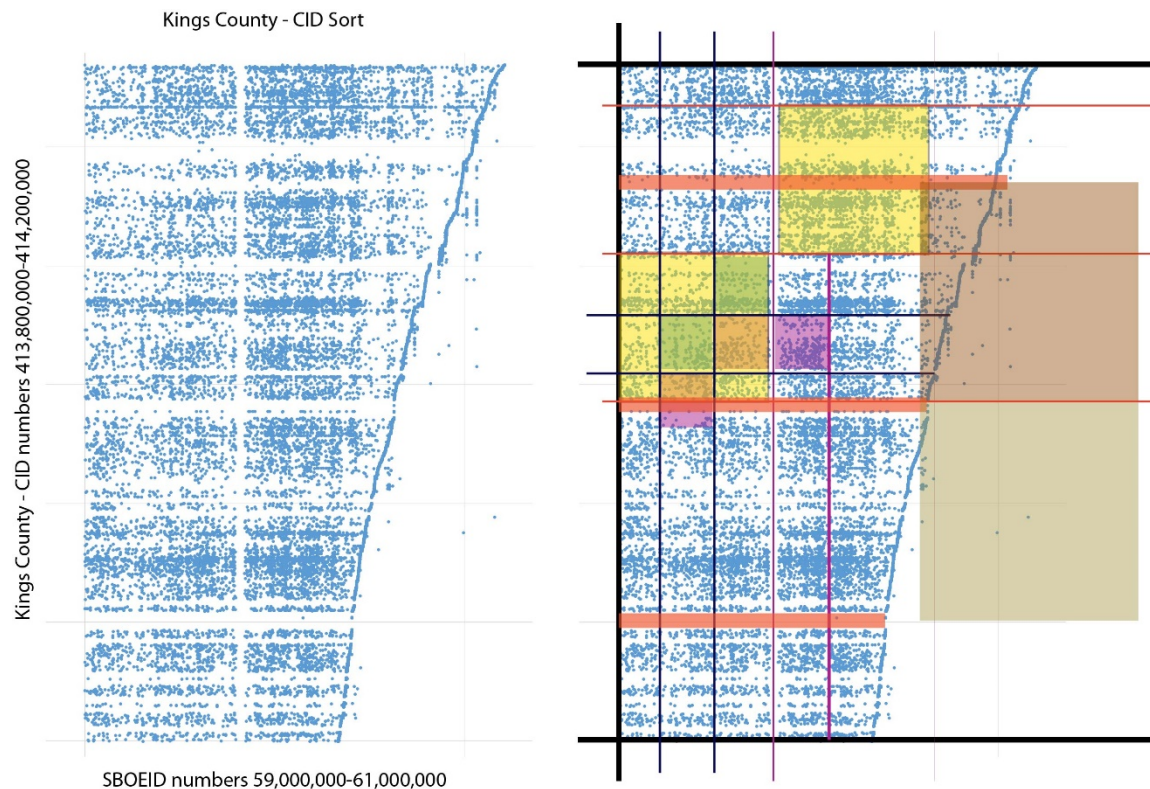 Kings County - CID Sort
Kings County - CID numbers 413,800,000-414,200,000
SBOEID numbers 59,000,000-61,000,000